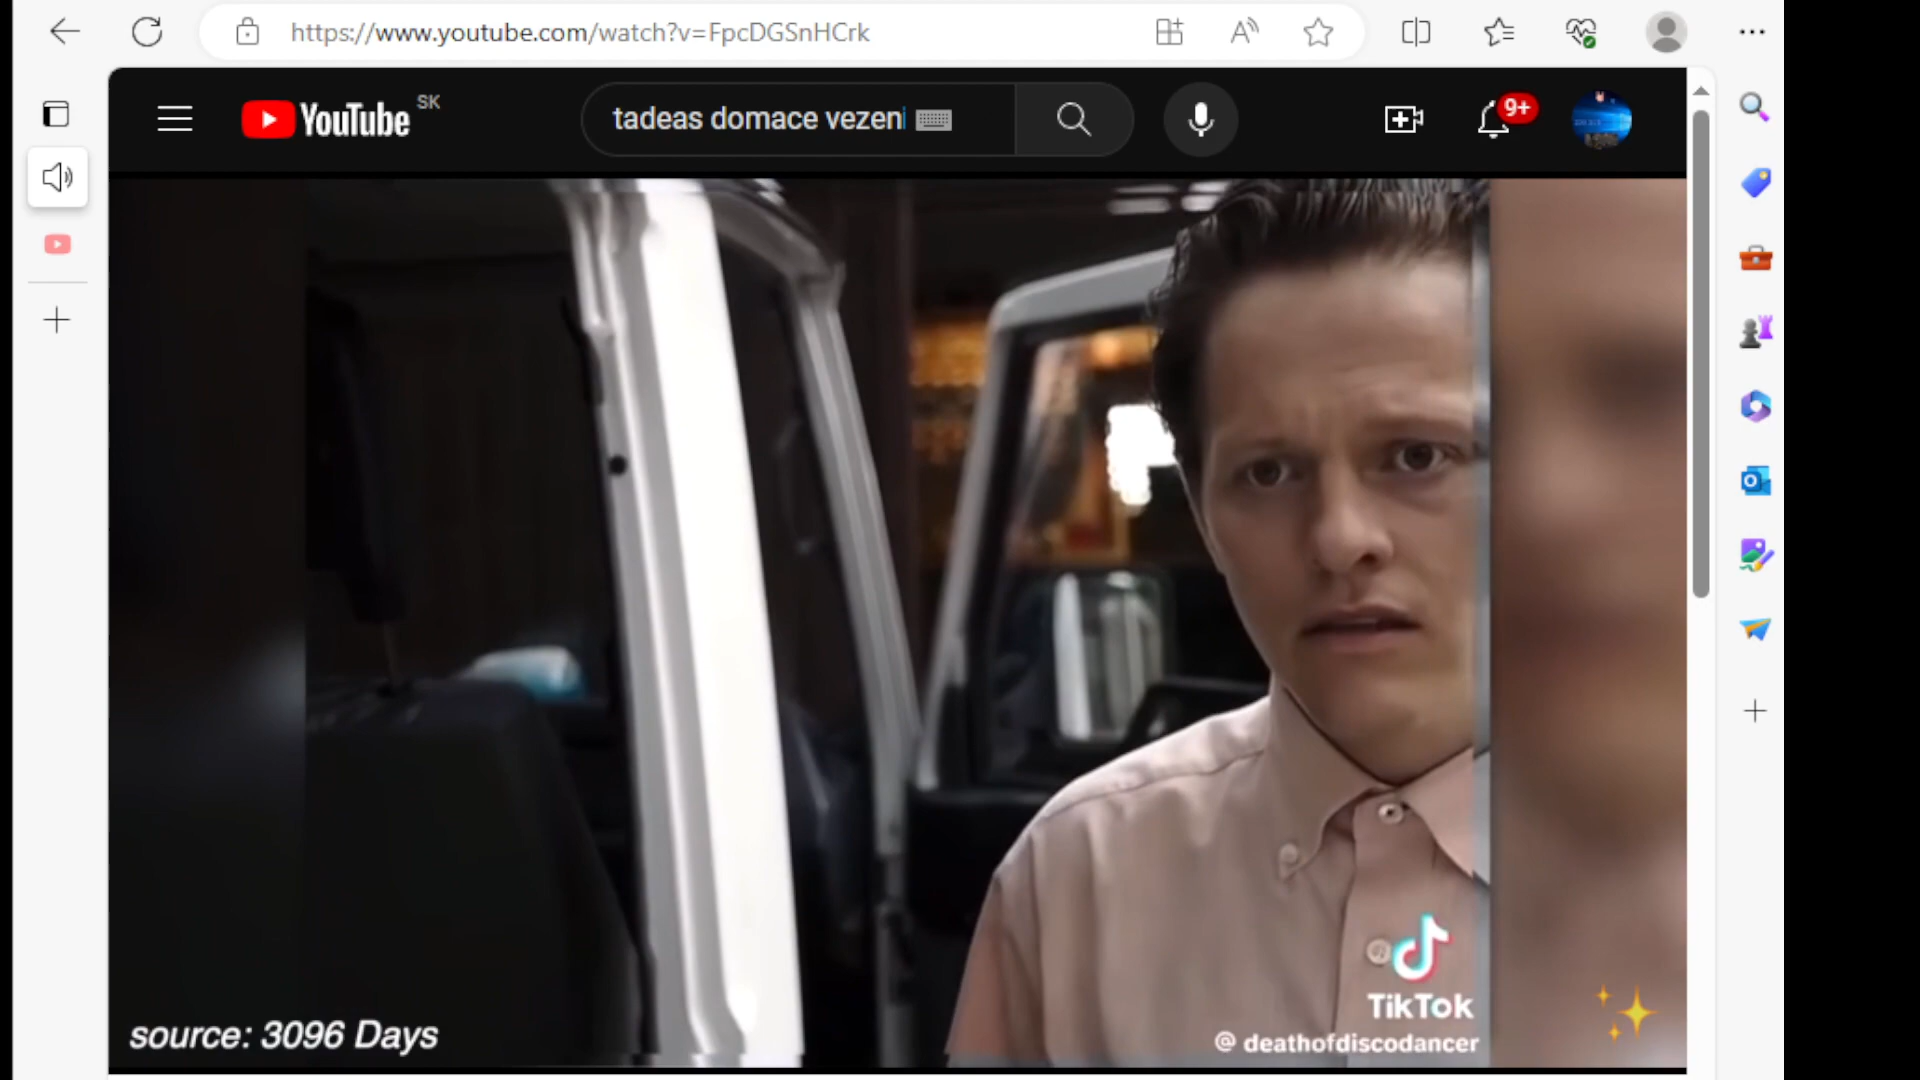 https://www.youtube.com/watch?v=FpcDGSnHCrk
YouTube SK
tadeas domace vezeni
9+
source: 3096 Days
TikTok
@ deathofdiscodancer